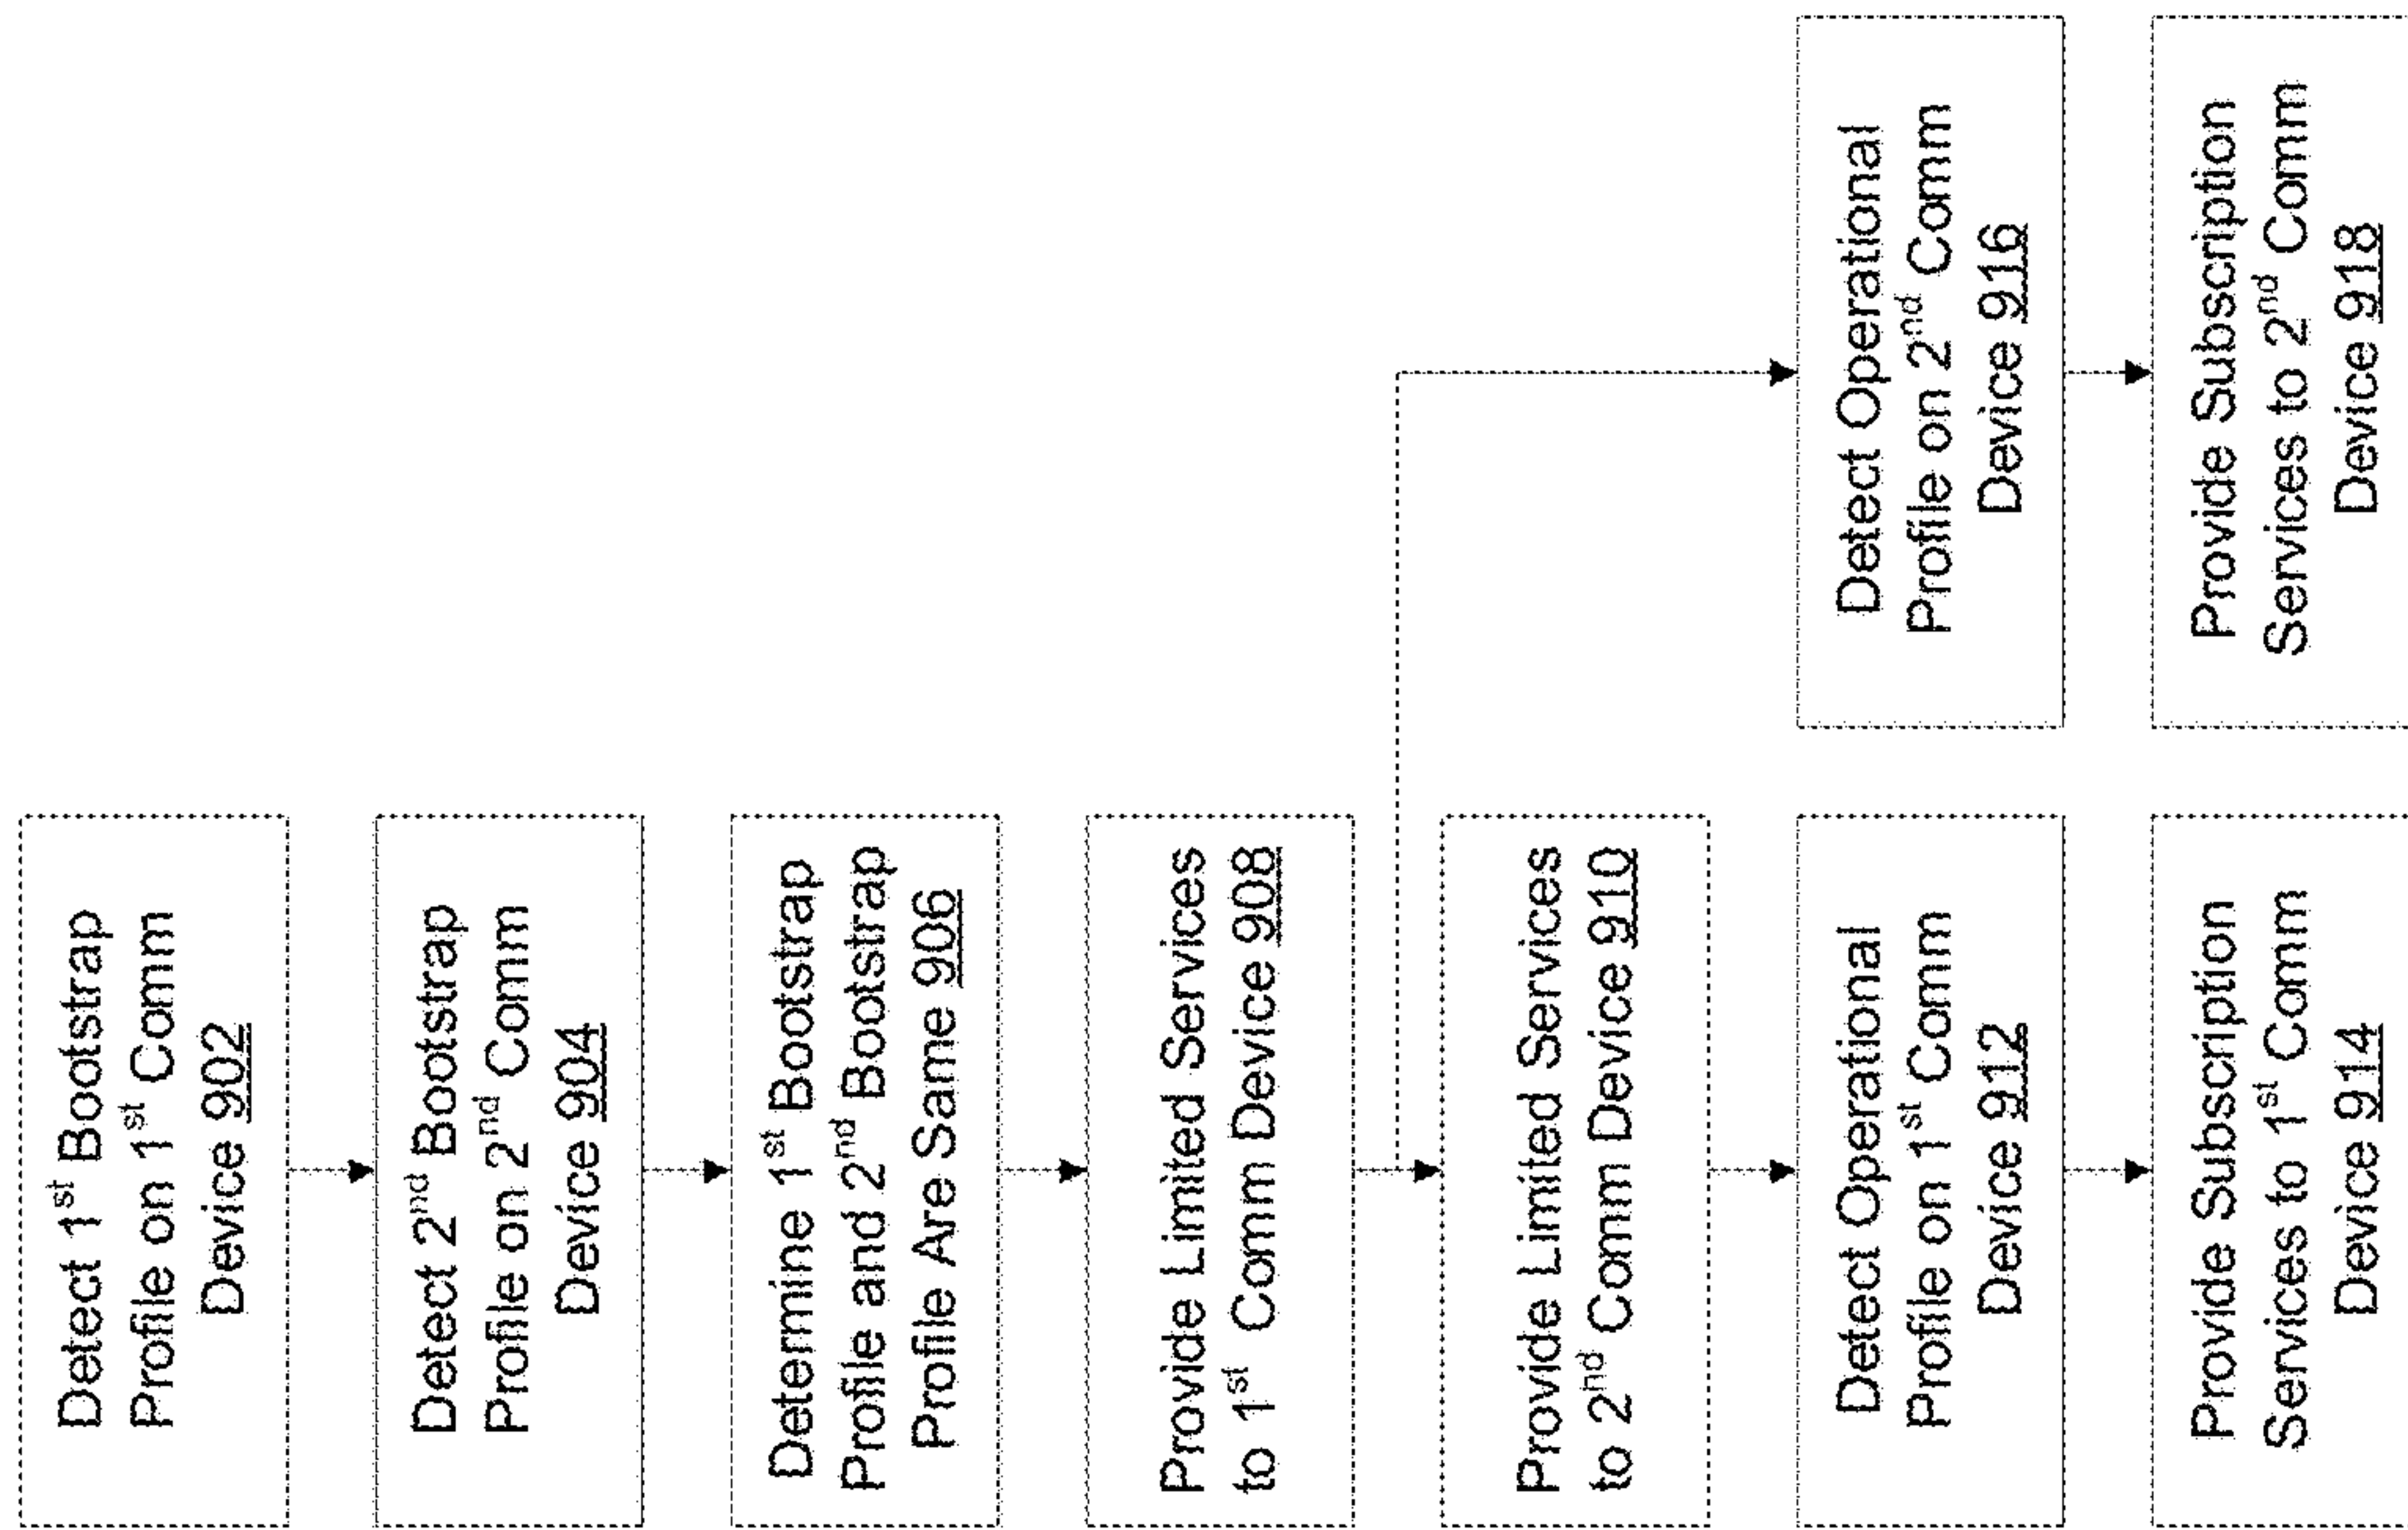 Detect 1st Bootstrap
Profile on 1st Comm
Device 902
Detect 2nd Bootstrap
Profile on 2nd Comm
Device 904
Determine 1st Bootstrap
Profile and 2nd Bootstrap
Profile Are Same 906
Provide Limited Services
to 1st Comm Device 908
Provide Limited Services
to 2nd Comm Device 910
Detect Operational
Profile on 1st Comm
Device 912
Provide Subscription
Services to 1st Comm
Device 914
Detect Operational
Profile on 2nd Comm
Device 916
Provide Subscription
Services to 2nd Comm
Device 918